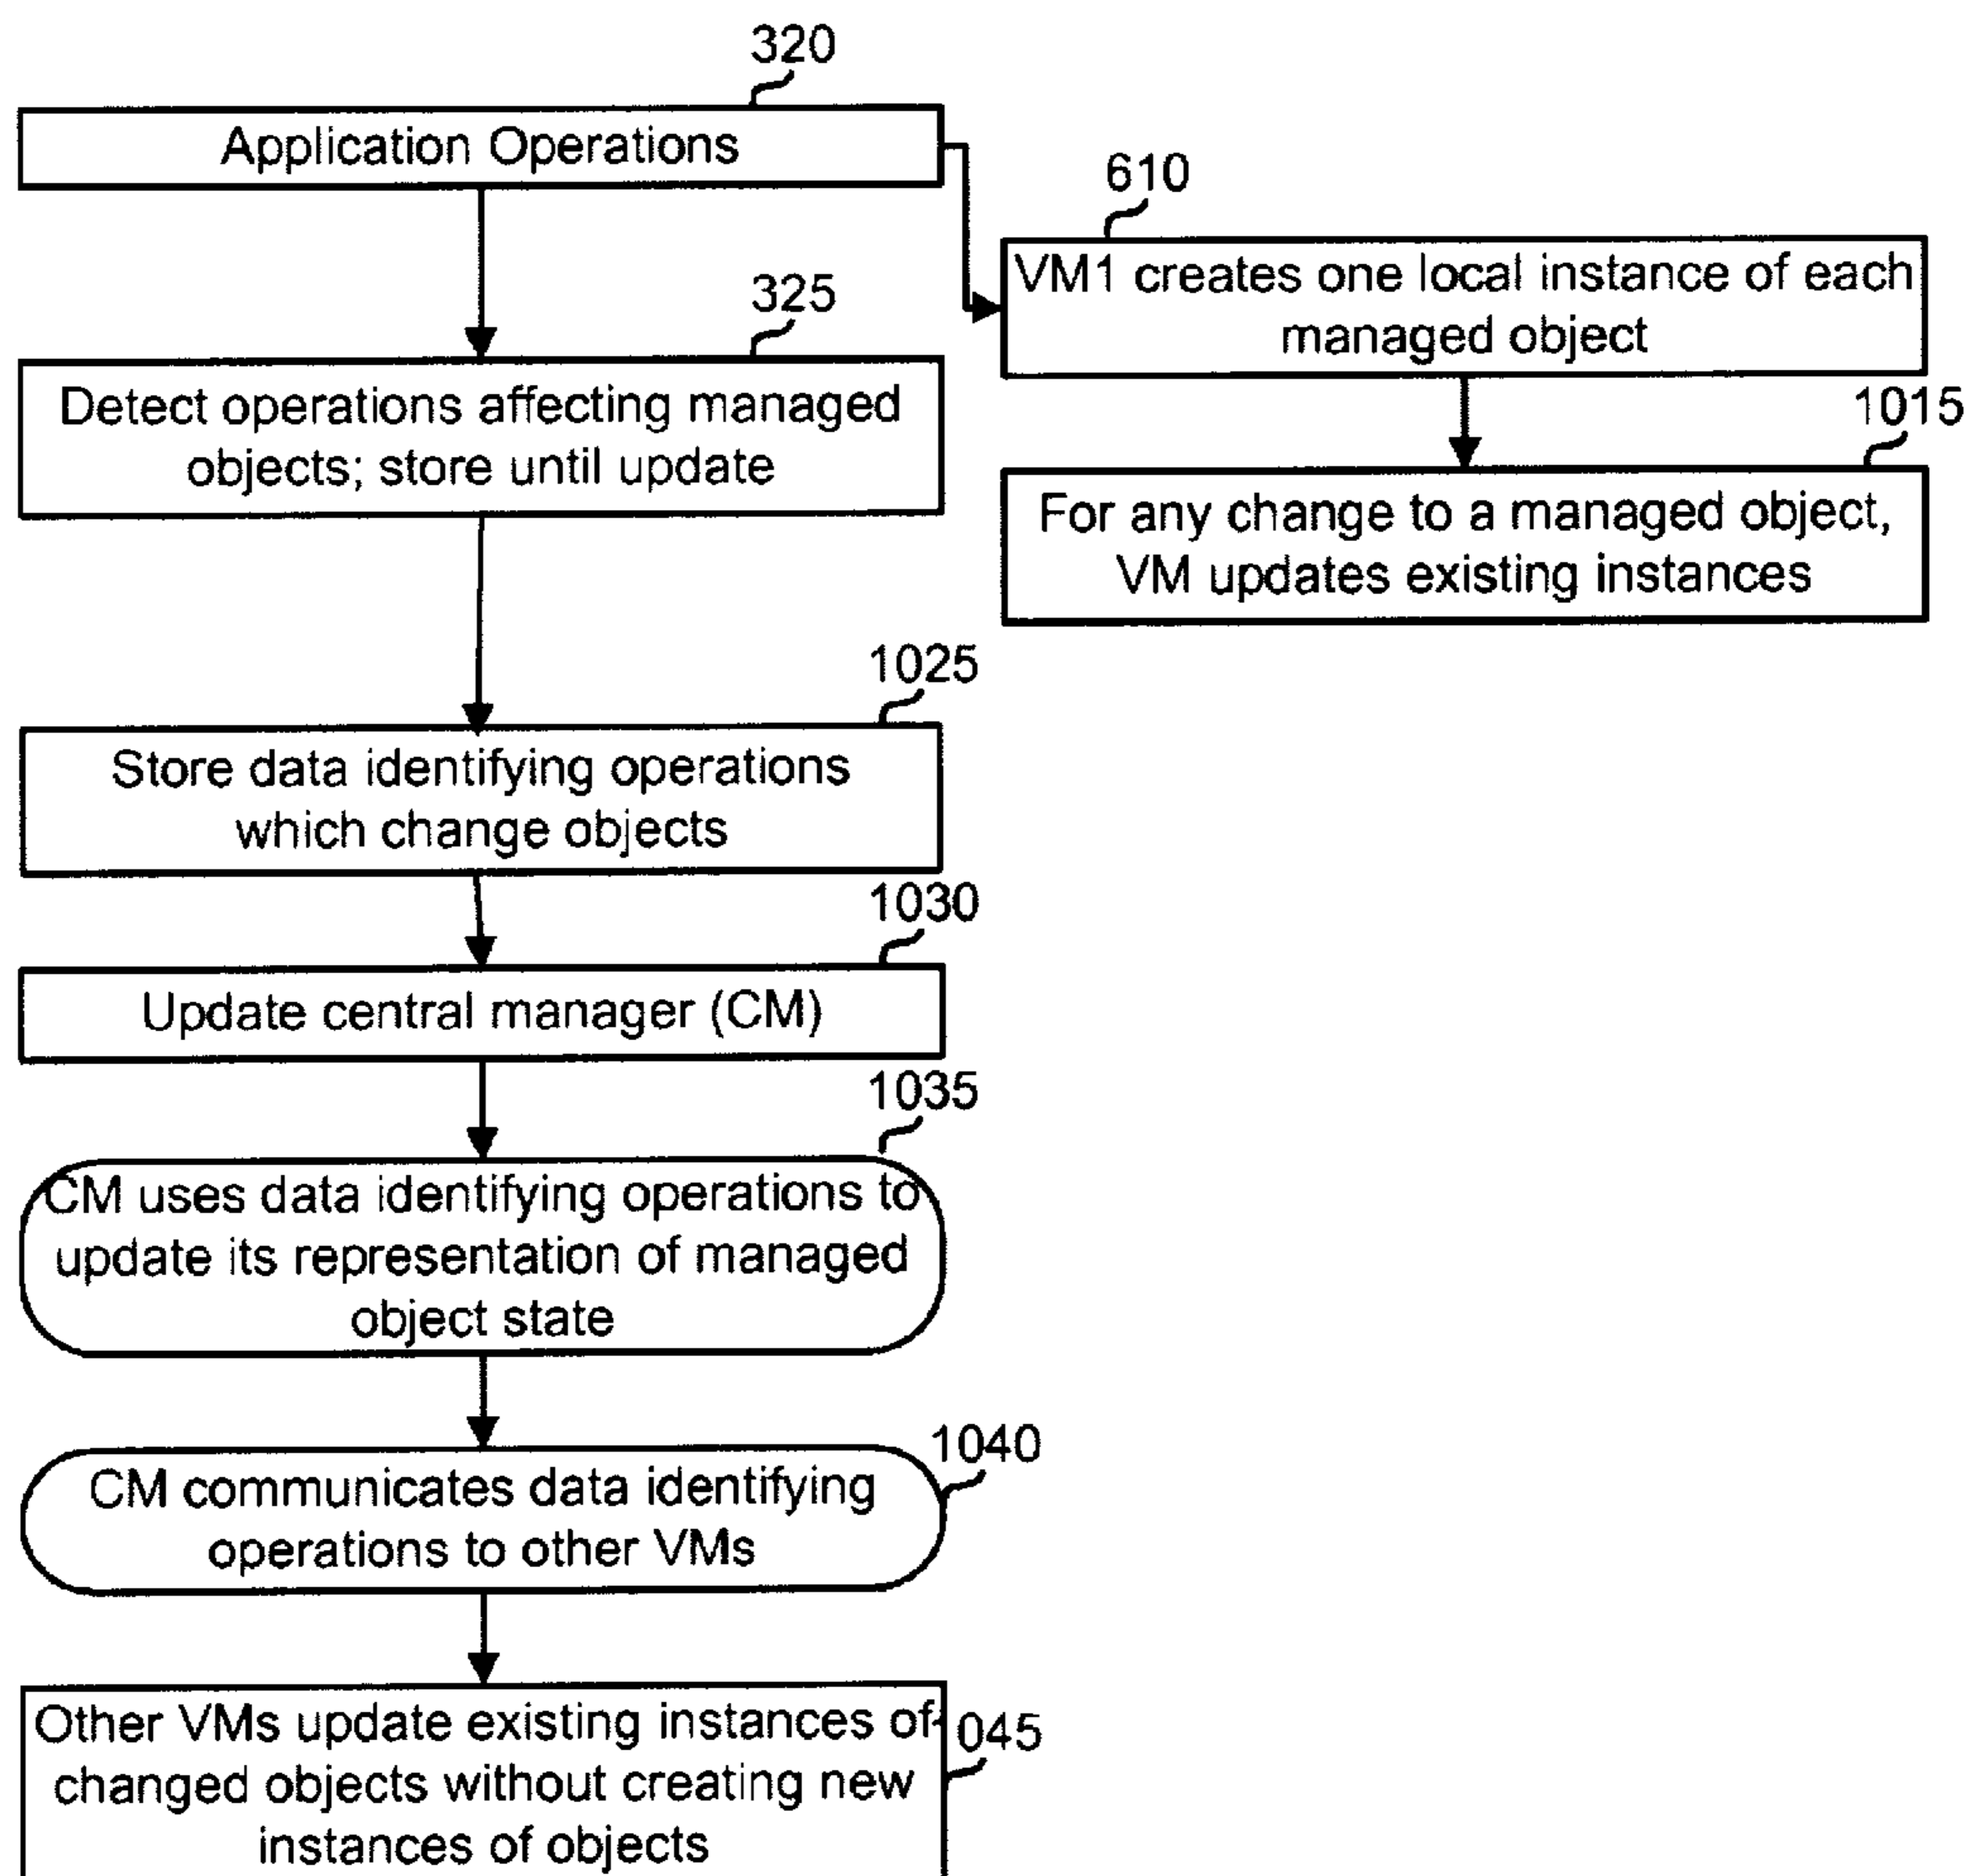 320
Application Operations
610
VM1 creates one local instance of each
managed object
325
Detect operations affecting managed
objects; store until update
1015
For any change to a managed object,
VM updates existing instances
1025
Store data identifying operations
which change objects
1030
Update central manager (CM)
1035
CM uses data identifying operations to
update its representation of managed
object state
1040
CM communicates data identifying
operations to other VMs
1045
Other VMs update existing instances of
changed objects without creating new
instances of objects